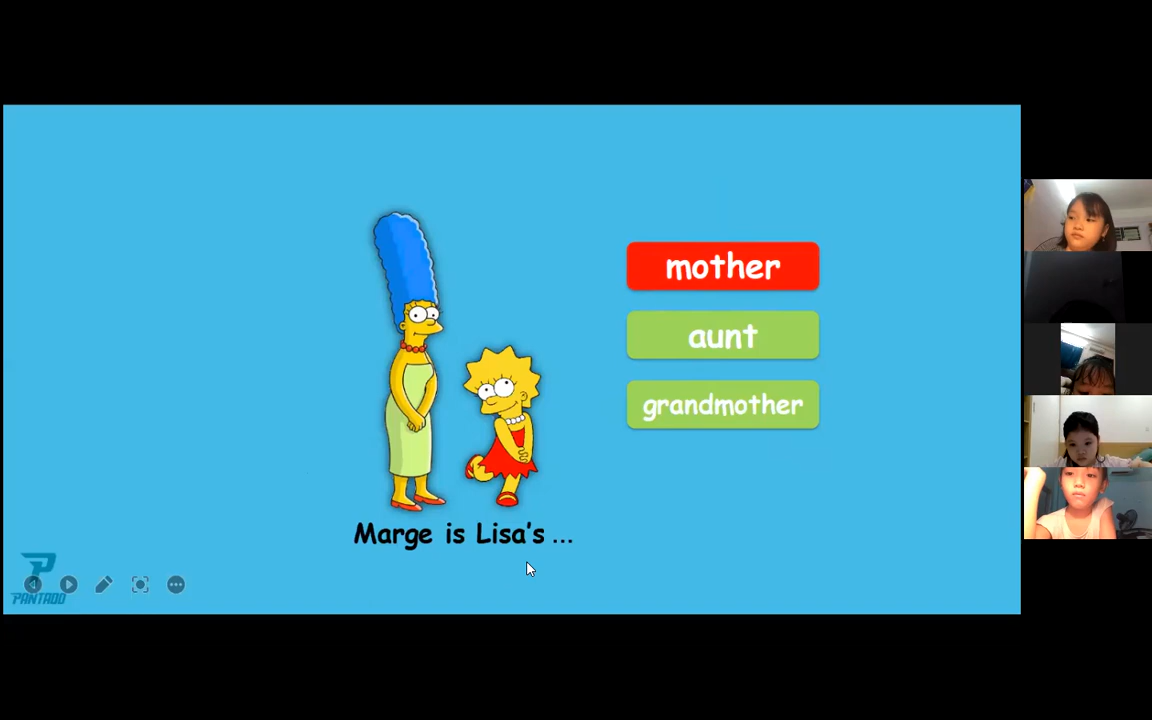 mother
aunt
grandmother
Marge is Lisa's ...
PANTADO